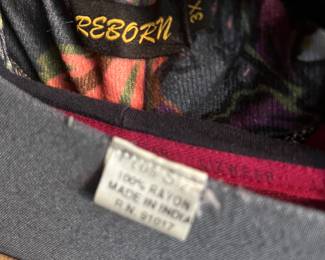 REBORN
3X
100% RAYON
MADE IN INDIA
R.N. 91017